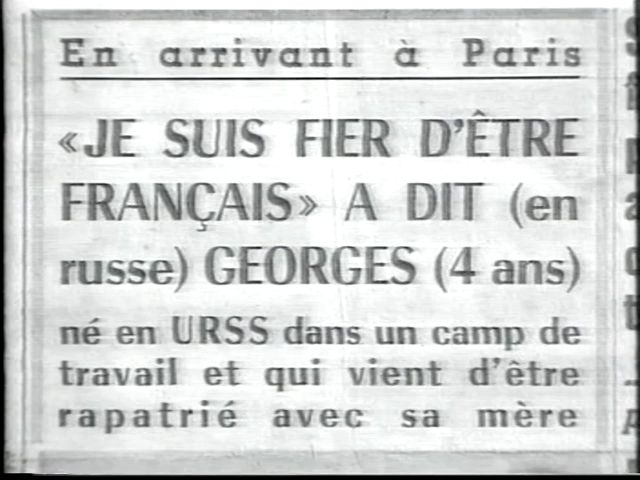 En arrivant à Paris
«JE SUIS FIER D'ÊTRE
FRANÇAIS» A DIT (en
russe) GEORGES (4 ans)
né en URSS dans un camp de
travail et qui vient d'être
rapatrié avec sa mère